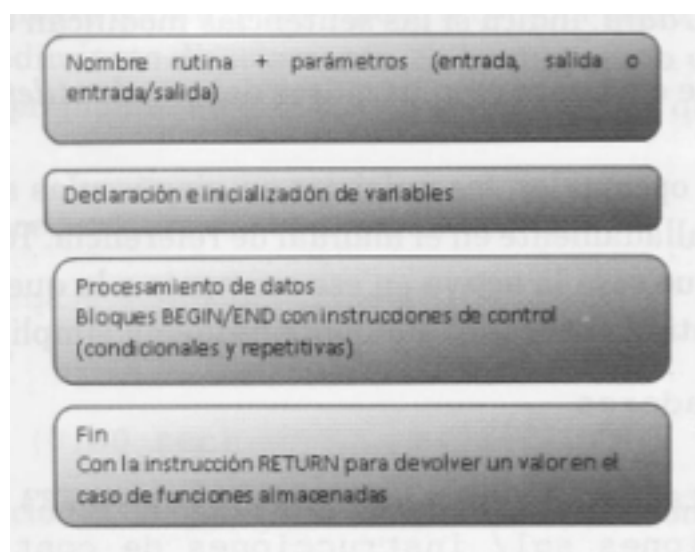 Nombre rutina + parámetros (entrada, salida o
entrada/salida)
Declaración e inicialización de variables
Procesamiento de datos
Bloques BEGIN/END con instrucciones de control
(condicionales y repetitivas)
Fin
Con la instrucción RETURN para devolver un valor en el
caso de funciones almacenadas